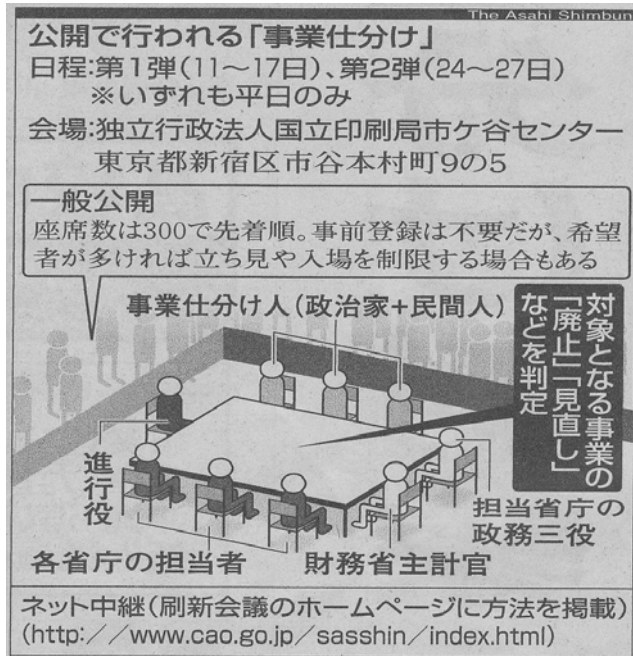 The Asahi Shimbun
公開で行われる「事業仕分け」
日程:第1弾(11～17日)、第2弾(24～27日)
※いずれも平日のみ
会場:独立行政法人国立印刷局市ケ谷センター
東京都新宿区市谷本村町9の5
一般公開
座席数は300で先着順。事前登録は不要だが、希望
者が多ければ立ち見や入場を制限する場合もある
事業仕分け人(政治家+民間人)
対象となる事業の
「廃止」「見直し」
などを判定
進行役
担当省庁の
政務三役
各省庁の担当者
財務省主計官
ネット中継(刷新会議のホームページに方法を掲載)
(http:／／www.cao.go.jp／sasshin／index.html)